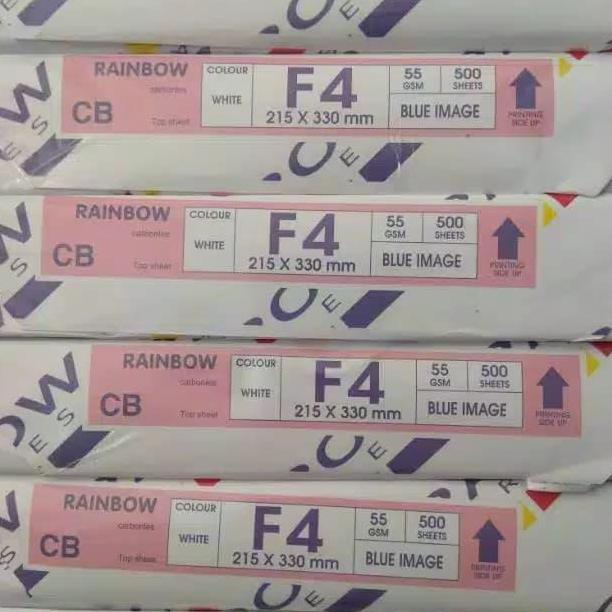 RAINBOW
carbonless
CB Top sheet
COLOUR
WHITE
F4
215 X 330 mm
55 GSM 500 SHEETS
BLUE IMAGE
PRINTING
SIDE UP
RAINBOW
carbonless
CB Top sheet
COLOUR
WHITE
F4
215 X 330 mm
55 GSM 500 SHEETS
BLUE IMAGE
PRINTING
SIDE UP
RAINBOW
carbonless
CB Top sheet
COLOUR
WHITE
F4
215 X 330 mm
55 GSM 500 SHEETS
BLUE IMAGE
PRINTING
SIDE UP
RAINBOW
carbonless
CB Top sheet
COLOUR
WHITE
F4
215 X 330 mm
55 GSM 500 SHEETS
BLUE IMAGE
PRINTING
SIDE UP